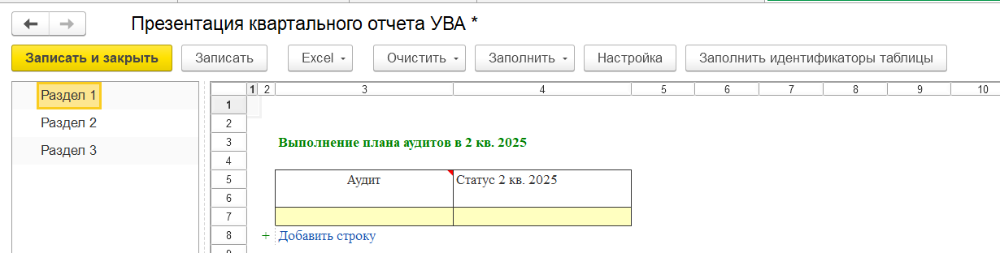 Презентация квартального отчета УВА *
Записать и закрыть Записать Excel Очистить Заполнить Настройка Заполнить идентификаторы таблицы
Раздел 1
Раздел 2
Раздел 3
1 2 3 4 5 6 7 8 9 10
1
2
3 Выполнение плана аудитов в 2 кв. 2025
4
5 Аудит Статус 2 кв. 2025
6
7
8 + Добавить строку